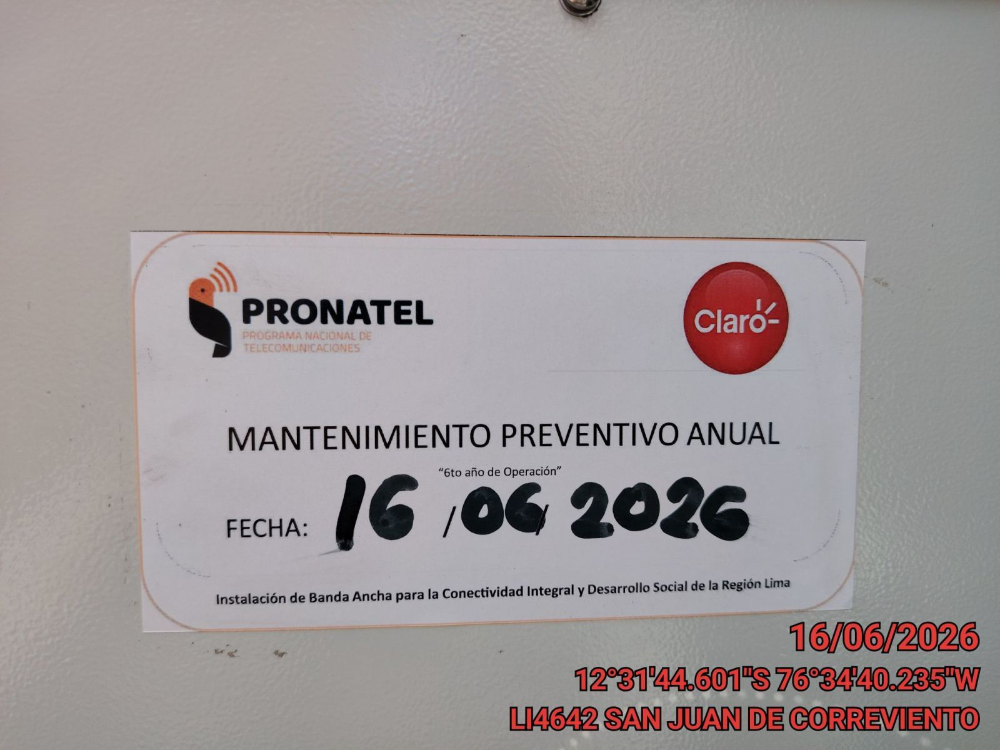 PRONATEL
PROGRAMA NACIONAL DE
TELECOMUNICACIONES
Claro
MANTENIMIENTO PREVENTIVO ANUAL
“6to año de Operación”
FECHA: 16 / 06 / 2026
Instalación de Banda Ancha para la Conectividad Integral y Desarrollo Social de la Región Lima
16/06/2026
12°31'44.601"S 76°34'40.235"W
LI4642 SAN JUAN DE CORREVIENTO